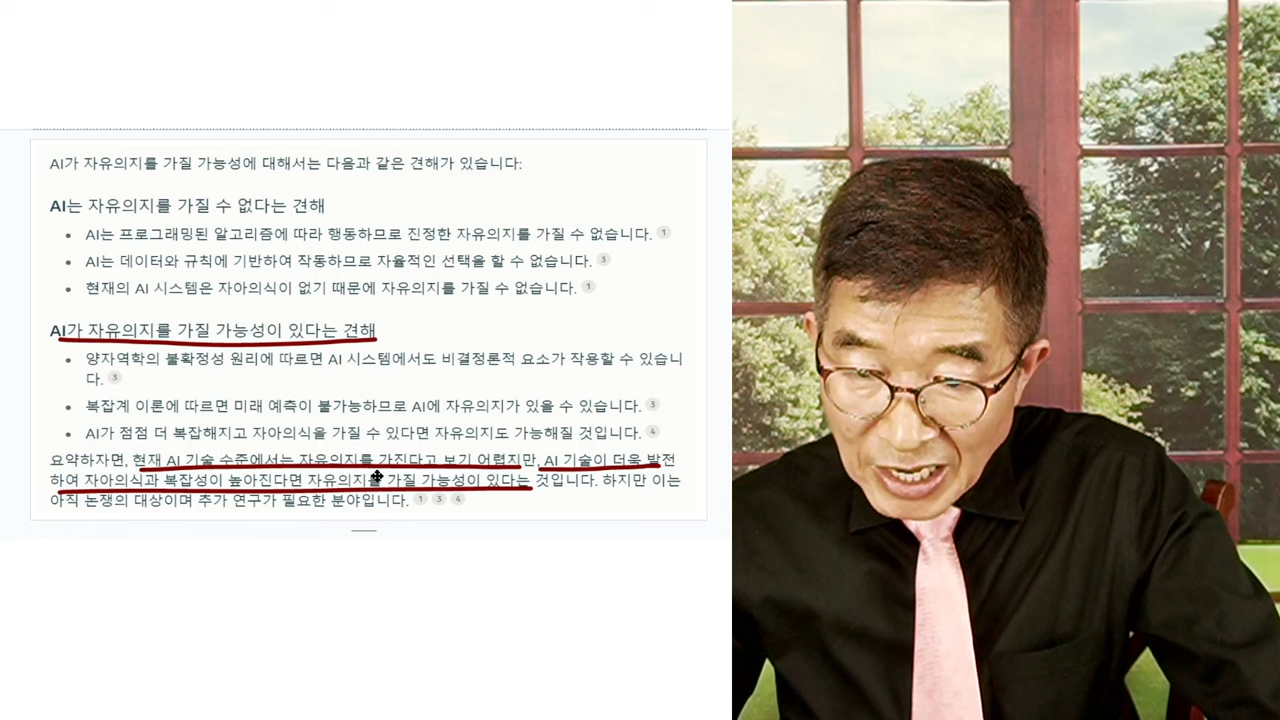 AI가 자유의지를 가질 가능성에 대해서는 다음과 같은 견해가 있습니다:
AI는 자유의지를 가질 수 없다는 견해
• AI는 프로그래밍된 알고리즘에 따라 행동하므로 진정한 자유의지를 가질 수 없습니다. 1
• AI는 데이터와 규칙에 기반하여 작동하므로 자율적인 선택을 할 수 없습니다. 3
• 현재의 AI 시스템은 자아의식이 없기 때문에 자유의지를 가질 수 없습니다. 1
AI가 자유의지를 가질 가능성이 있다는 견해
• 양자역학의 불확정성 원리에 따르면 AI 시스템에서도 비결정론적 요소가 작용할 수 있습니
다. 3
• 복잡계 이론에 따르면 미래 예측이 불가능하므로 AI에 자유의지가 있을 수 있습니다. 3
• AI가 점점 더 복잡해지고 자아의식을 가질 수 있다면 자유의지도 가능해질 것입니다. 4
요약하자면, 현재 AI 기술 수준에서는 자유의지를 가진다고 보기 어렵지만, AI 기술이 더욱 발전
하여 자아의식과 복잡성이 높아진다면 자유의지를 가질 가능성이 있다는 것입니다. 하지만 이는
아직 논쟁의 대상이며 추가 연구가 필요한 분야입니다. 1 3 4